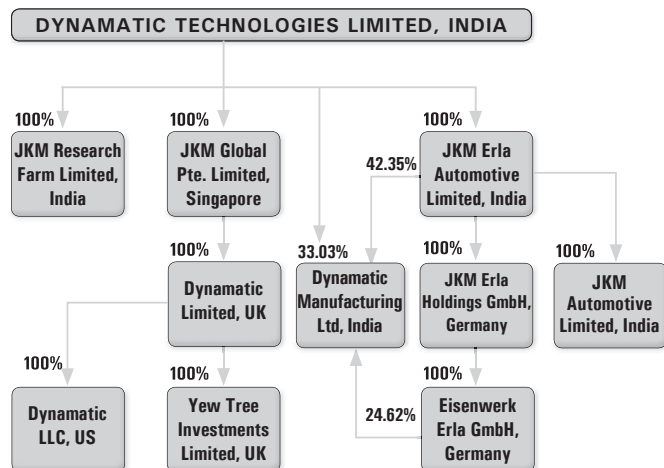 DYNAMATIC TECHNOLOGIES LIMITED, INDIA
100%
JKM Research
Farm Limited,
India
100%
JKM Global
Pte. Limited,
Singapore
100%
JKM Erla
Automotive
Limited, India
42.35%
33.03%
100%
Dynamatic
Limited, UK
Dynamatic
Manufacturing
Ltd, India
100%
JKM Erla
Holdings GmbH,
Germany
100%
JKM
Automotive
Limited, India
100%
Dynamatic
LLC, US
100%
Yew Tree
Investments
Limited, UK
24.62%
100%
Eisenwerk
Erla GmbH,
Germany